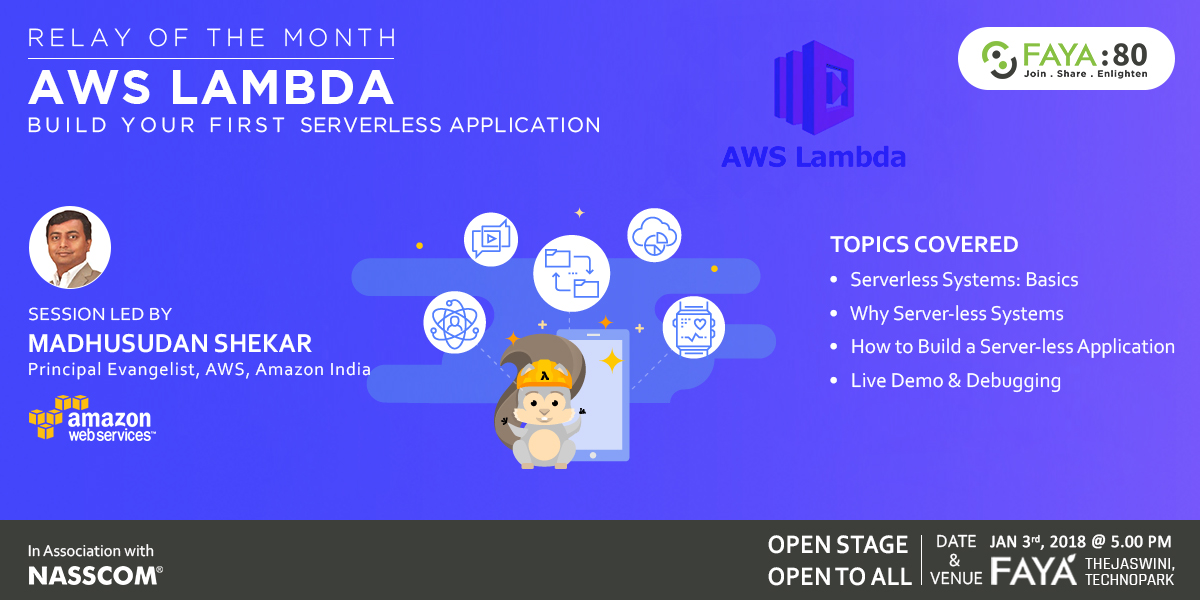 RELAY OF THE MONTH
AWS LAMBDA
BUILD YOUR FIRST SERVERLESS APPLICATION
AWS Lambda
FAYA:80
Join . Share . Enlighten
SESSION LED BY
MADHUSUDAN SHEKAR
Principal Evangelist, AWS, Amazon India
amazon
web services™
λ
TOPICS COVERED
• Serverless Systems: Basics
• Why Server-less Systems
• How to Build a Server-less Application
• Live Demo & Debugging
In Association with
NASSCOM®
OPEN STAGE
OPEN TO ALL
DATE
&
VENUE
JAN 3rd, 2018 @ 5.00 PM
FAYA
THEJASWINI,
TECHNOPARK